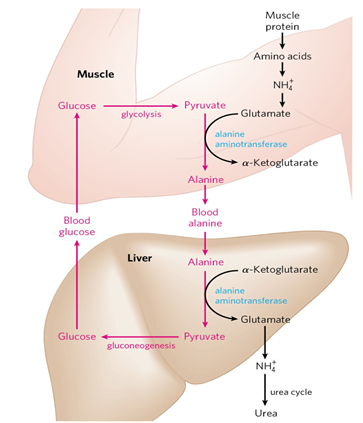 Muscle
protein
Amino acids
NH4+
Muscle
Glucose
glycolysis
Pyruvate
Glutamate
alanine
aminotransferase
α-Ketoglutarate
Alanine
Blood
glucose
Blood
alanine
Liver
Alanine
α-Ketoglutarate
alanine
aminotransferase
Glutamate
Glucose
gluconeogenesis
Pyruvate
NH4+
urea cycle
Urea